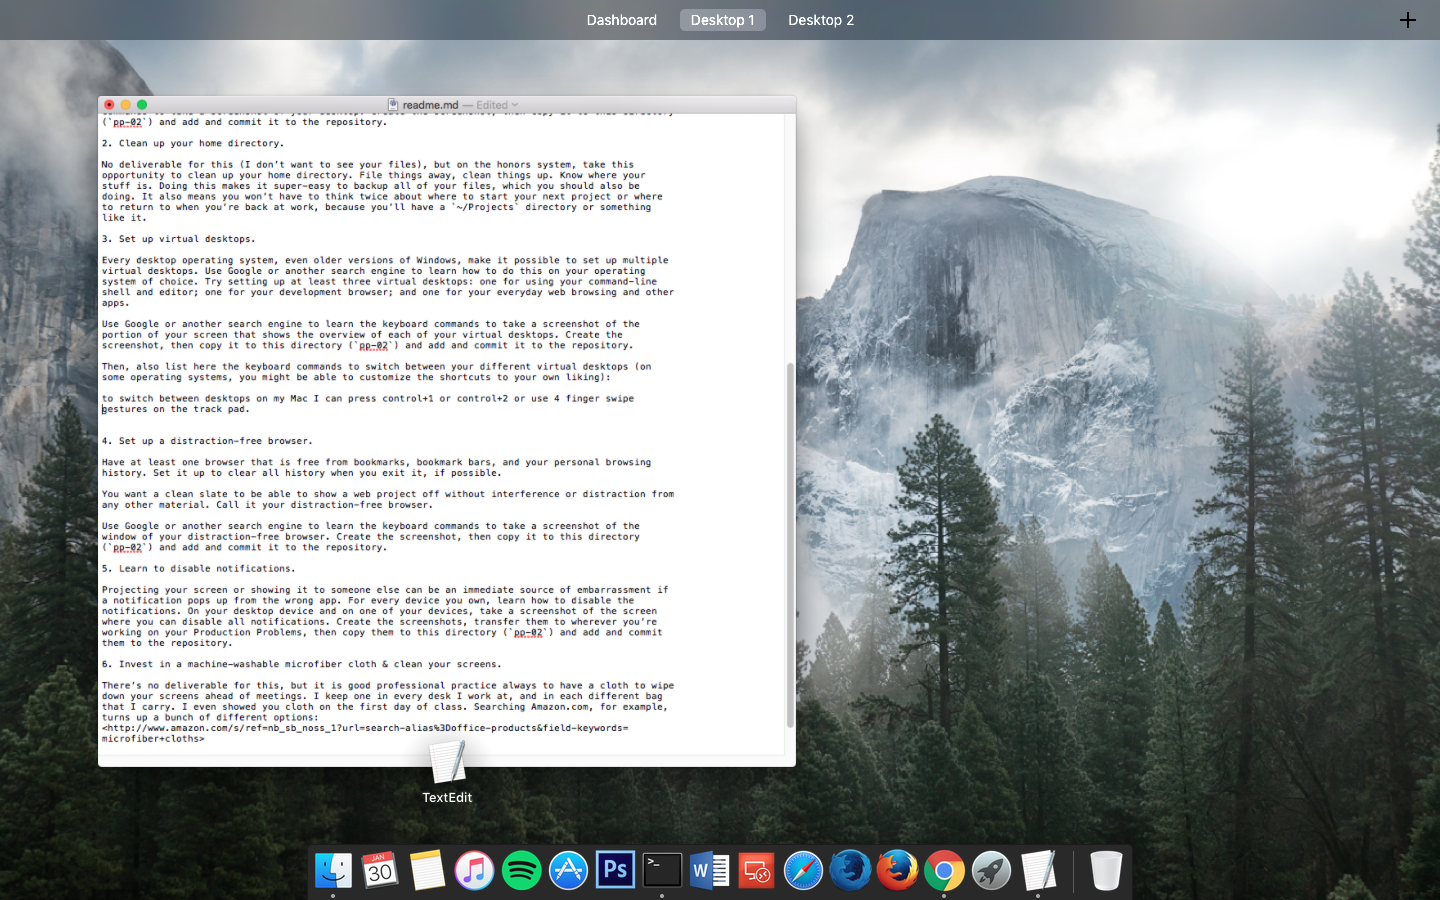 Dashboard
Desktop 1
Desktop 2
readme.md — Edited
(`pp-02`) and add and commit it to the repository.
2. Clean up your home directory.
No deliverable for this (I don't want to see your files), but on the honors system, take this
opportunity to clean up your home directory. File things away, clean things up. Know where your
stuff is. Doing this makes it super-easy to backup all of your files, which you should also be
doing. It also means you won't have to think twice about where to start your next project or where
to return to when you're back at work, because you'll have a `~/Projects` directory or something
like it.
3. Set up virtual desktops.
Every desktop operating system, even older versions of Windows, make it possible to set up multiple
virtual desktops. Use Google or another search engine to learn how to do this on your operating
system of choice. Try setting up at least three virtual desktops: one for using your command-line
shell and editor; one for your development browser; and one for your everyday web browsing and other
apps.
Use Google or another search engine to learn the keyboard commands to take a screenshot of the
portion of your screen that shows the overview of each of your virtual desktops. Create the
screenshot, then copy it to this directory (`pp-02`) and add and commit it to the repository.
Then, also list here the keyboard commands to switch between your different virtual desktops (on
some operating systems, you might be able to customize the shortcuts to your own liking):
to switch between desktops on my Mac I can press control+1 or control+2 or use 4 finger swipe
gestures on the track pad.
4. Set up a distraction-free browser.
Have at least one browser that is free from bookmarks, bookmark bars, and your personal browsing
history. Set it up to clear all history when you exit it, if possible.
You want a clean slate to be able to show a web project off without interference or distraction from
any other material. Call it your distraction-free browser.
Use Google or another search engine to learn the keyboard commands to take a screenshot of the
window of your distraction-free browser. Create the screenshot, then copy it to this directory
(`pp-02`) and add and commit it to the repository.
5. Learn to disable notifications.
Projecting your screen or showing it to someone else can be an immediate source of embarrassment if
a notification pops up from the wrong app. For every device you own, learn how to disable the
notifications. On your desktop device and on one of your devices, take a screenshot of the screen
where you can disable all notifications. Create the screenshots, transfer them to wherever you're
working on your Production Problems, then copy them to this directory (`pp-02`) and add and commit
them to the repository.
6. Invest in a machine-washable microfiber cloth & clean your screens.
There's no deliverable for this, but it is good professional practice always to have a cloth to wipe
down your screens ahead of meetings. I keep one in every desk I work at, and in each different bag
that I carry. I even showed you cloth on the first day of class. Searching Amazon.com, for example,
turns up a bunch of different options:
<http://www.amazon.com/s/ref=nb_sb_noss_1?url=search-alias%3Doffice-products&field-keywords=
microfiber+cloths>
TextEdit
JAN
30
Ps
>_
W